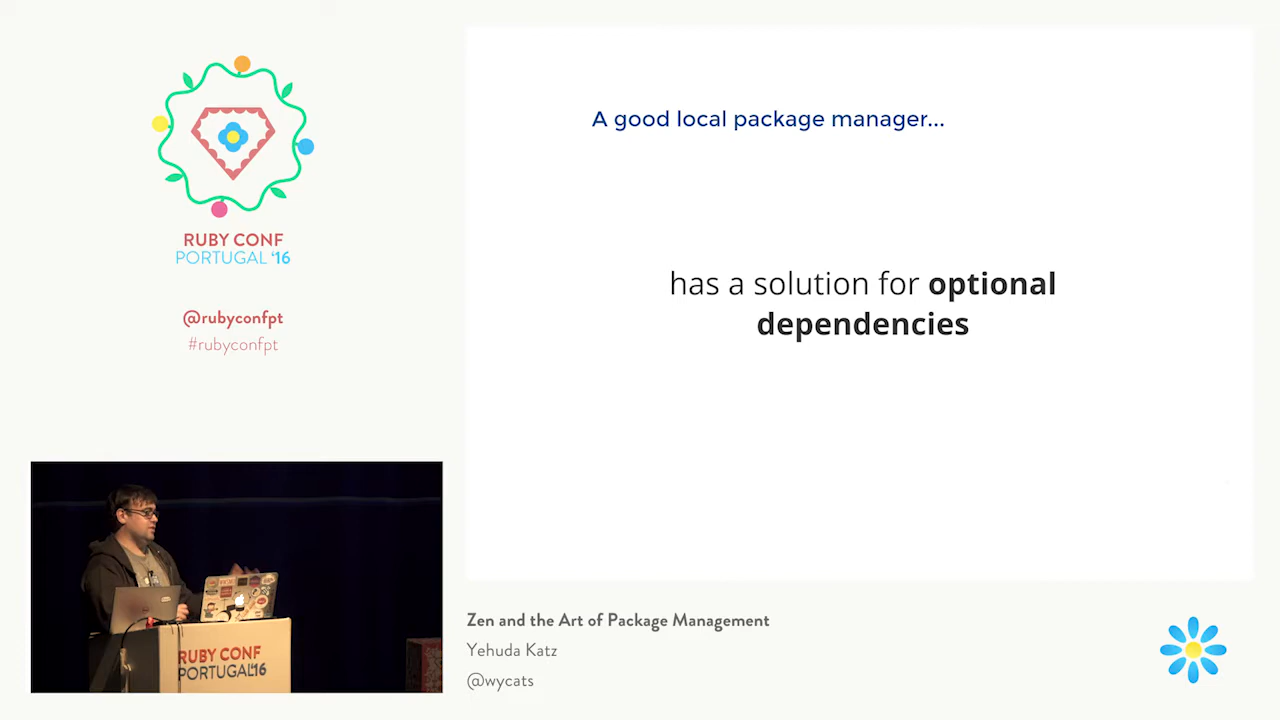 RUBY CONF
PORTUGAL '16
@rubyconfpt
#rubyconfpt
A good local package manager...
has a solution for optional
dependencies
RUBY CONF
PORTUGAL'16
Zen and the Art of Package Management
Yehuda Katz
@wycats